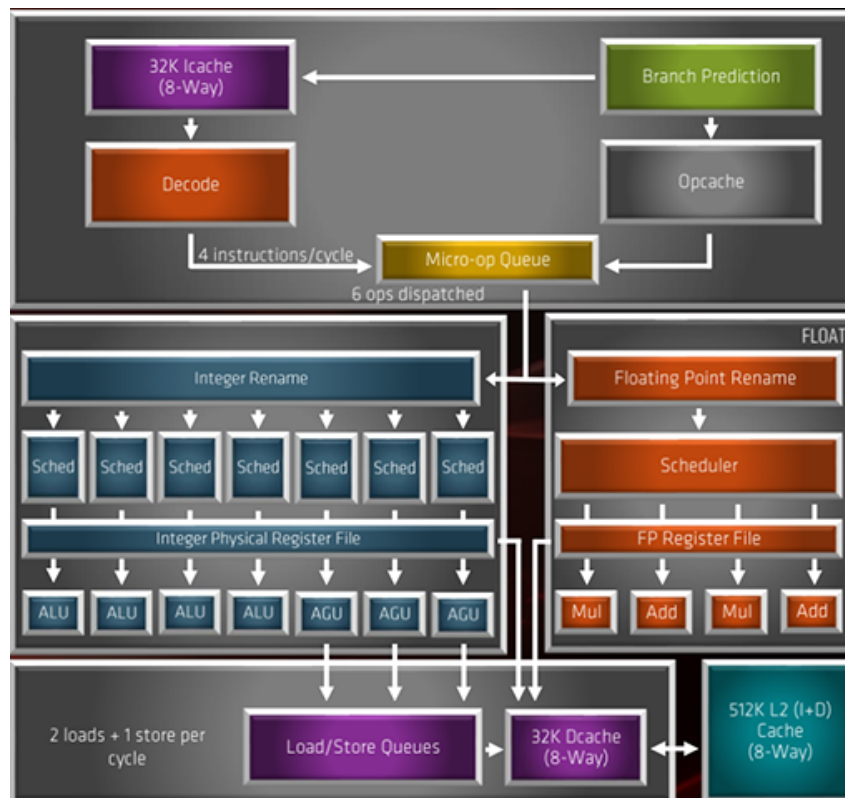 32K Icache
(8-Way)
Branch Prediction
Decode
Opcache
4 instructions/cycle
Micro-op Queue
6 ops dispatched
FLOAT
Integer Rename
Floating Point Rename
Sched
Sched
Sched
Sched
Sched
Sched
Sched
Scheduler
Integer Physical Register File
FP Register File
ALU
ALU
ALU
ALU
AGU
AGU
AGU
Mul
Add
Mul
Add
2 loads + 1 store per
cycle
Load/Store Queues
32K Dcache
(8-Way)
512K L2 (I+D)
Cache
(8-Way)